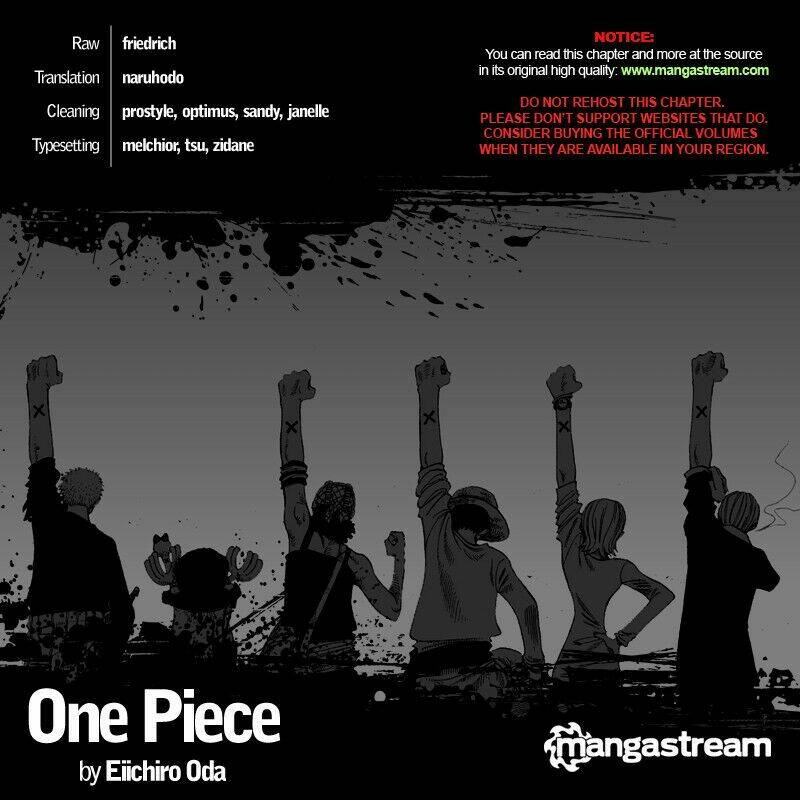 Raw friedrich
Translation naruhodo
Cleaning prostyle, optimus, sandy, janelle
Typesetting melchior, tsu, zidane
NOTICE:
You can read this chapter and more at the source
in its original high quality: www.mangastream.com
DO NOT REHOST THIS CHAPTER.
PLEASE DON'T SUPPORT WEBSITES THAT DO.
CONSIDER BUYING THE OFFICIAL VOLUMES
WHEN THEY ARE AVAILABLE IN YOUR REGION.
One Piece
by Eiichiro Oda
mangastream